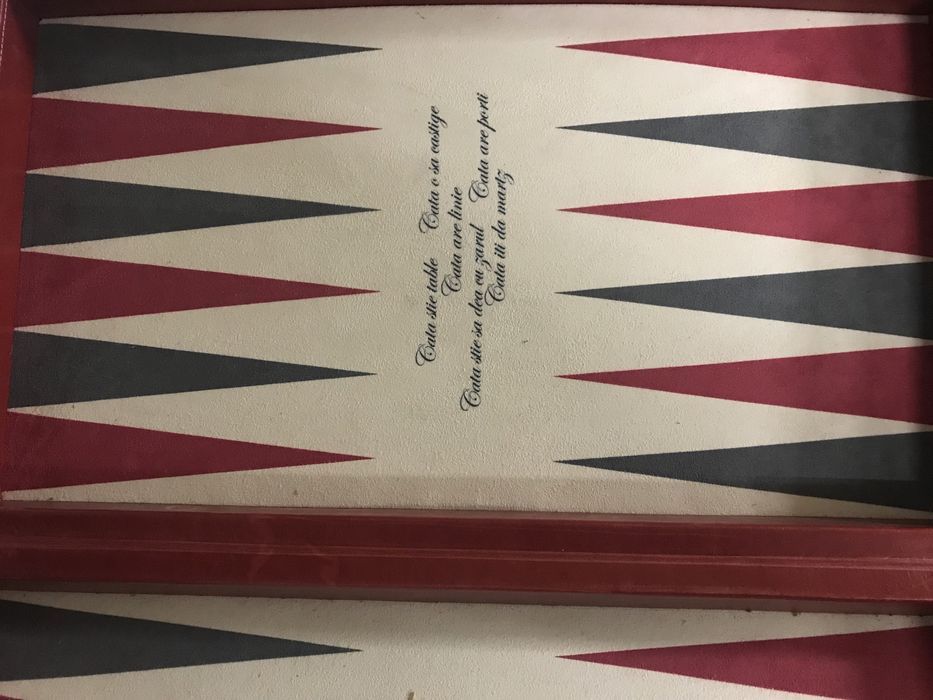 Cata stie table Cata o sa castige
Cata are linie
Cata stie sa dea cu zarul Cata are porti
Cata iti da martz